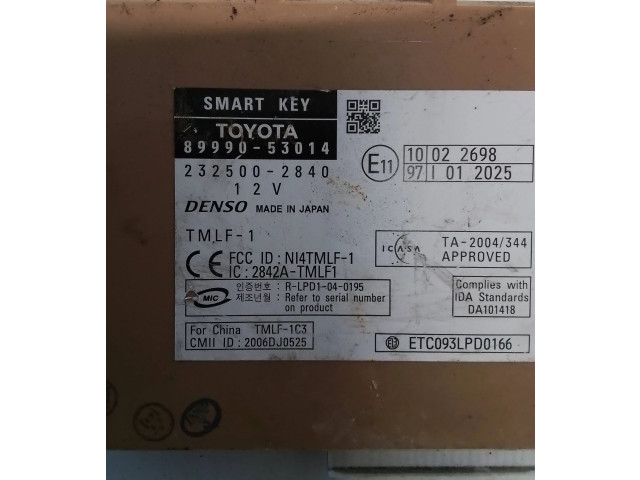 SMART KEY
TOYOTA
89990-53014
232500-2840
12V
DENSO MADE IN JAPAN
TMLF-1
FCC ID : NI4TMLF-1
IC : 2842A-TMLF1
MIC
인증번호 : R-LPD1-04-0195
제조년월 : Refer to serial number
on product
For China TMLF-1C3
CMII ID : 2006DJ0525
E11
10 02 2698
97 I 01 2025
ICASA
TA-2004/344
APPROVED
Complies with
IDA Standards
DA101418
ETC093LPD0166